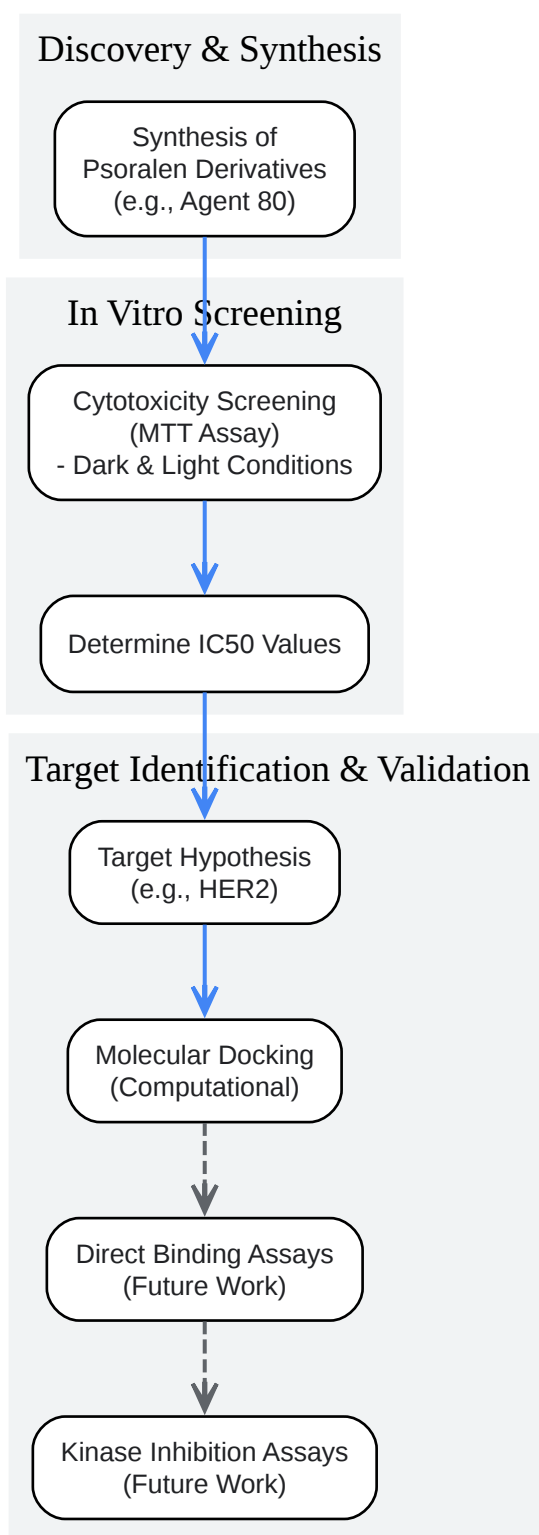 Discovery & Synthesis
Synthesis of
Psoralen Derivatives
(e.g., Agent 80)
In Vitro Screening
Cytotoxicity Screening
(MTT Assay)
- Dark & Light Conditions
Determine IC50 Values
Target Identification & Validation
Target Hypothesis
(e.g., HER2)
Molecular Docking
(Computational)
Direct Binding Assays
(Future Work)
Kinase Inhibition Assays
(Future Work)